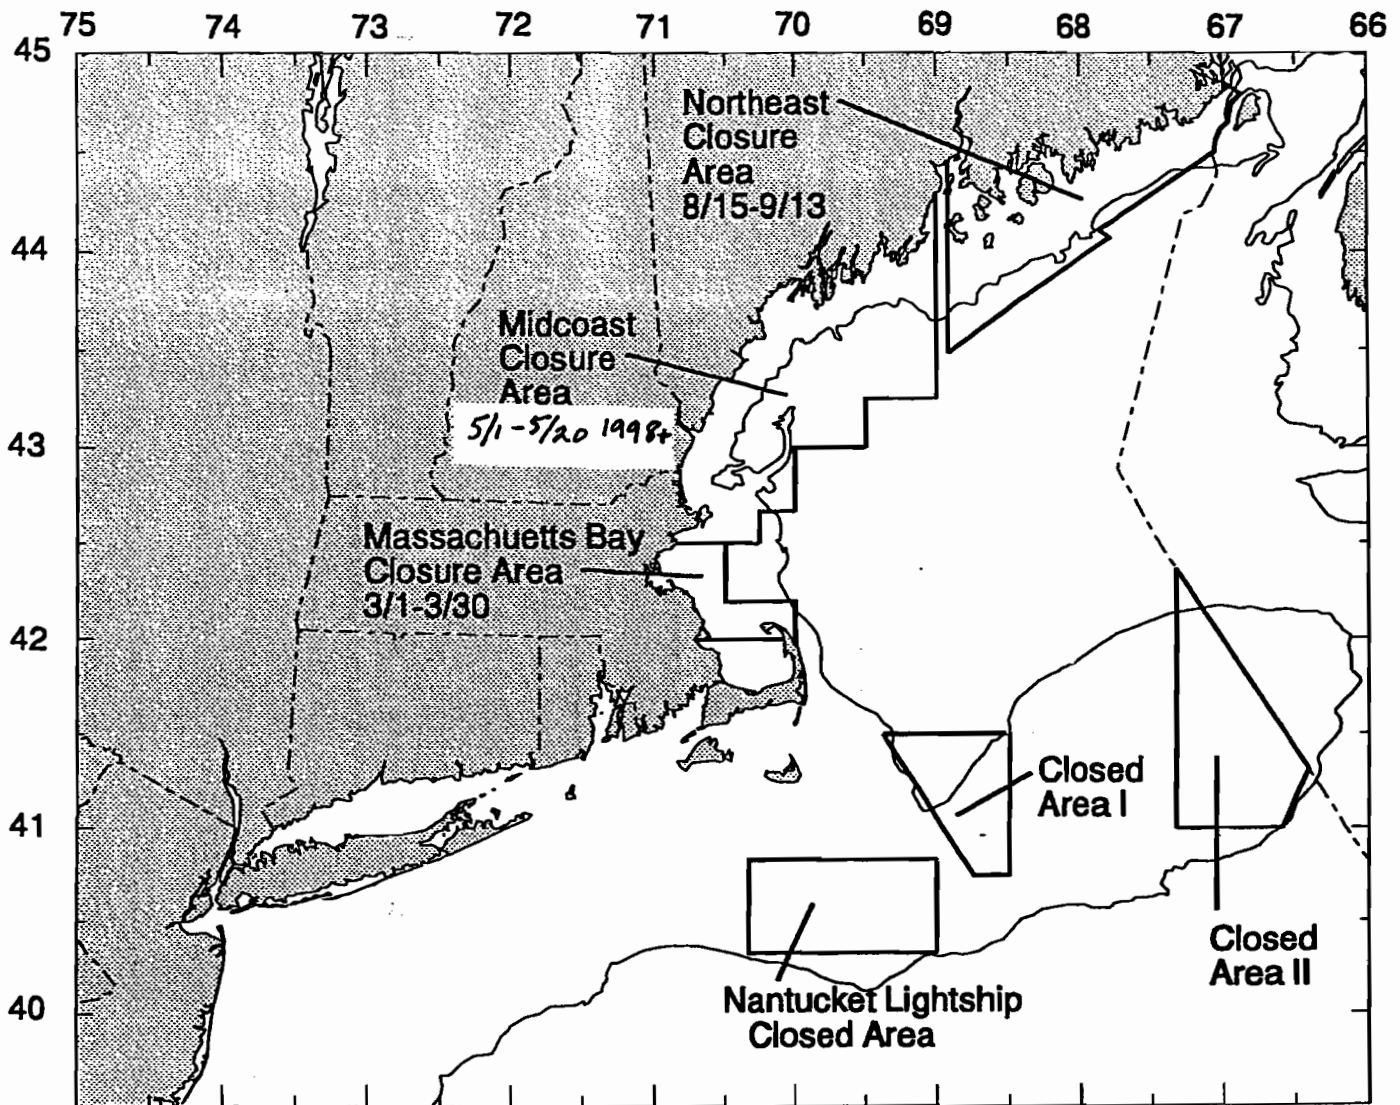 75 74 73 72 71 70 69 68 67 66
45
44
43
42
41
40
Northeast
Closure
Area
8/15-9/13
Midcoast
Closure
Area
5/1-5/20 1998+
Massachuetts Bay
Closure Area
3/1-3/30
Closed
Area I
Closed
Area II
Nantucket Lightship
Closed Area